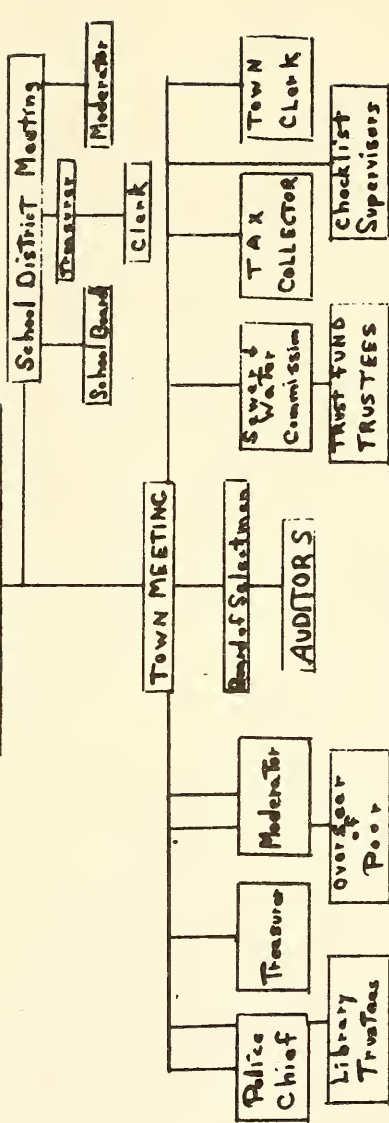 School District Meeting
School Board
Treasurer
Clerk
Moderator
TOWN MEETING
Police
Chief
Library
Trustees
Treasurer
Moderator
Overseer
of
Poor
Board of Selectmen
AUDITORS
Sewer &
Water
Commission
TRUST FUND
TRUSTEES
TAX
COLLECTOR
TOWN
CLERK
Checklist
Supervisors